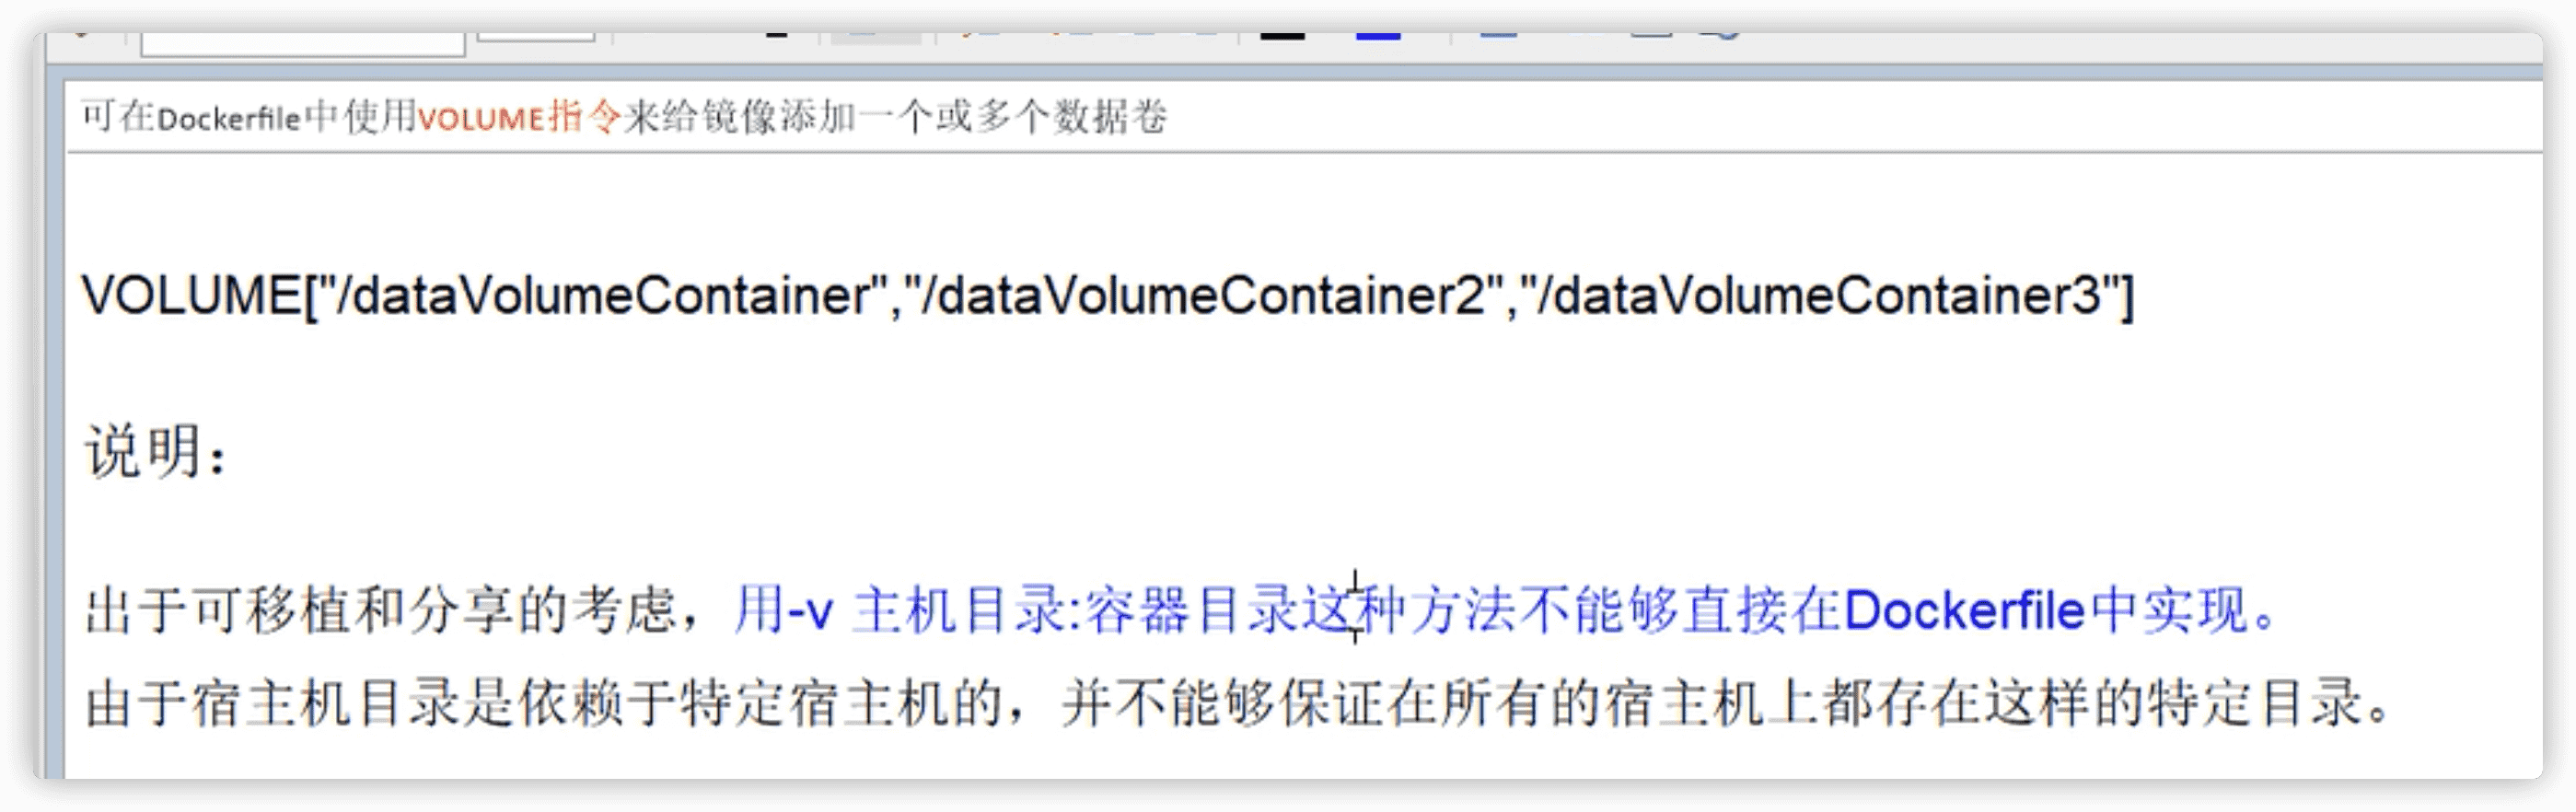 可在Dockerfile中使用VOLUME指令来给镜像添加一个或多个数据卷
VOLUME["/dataVolumeContainer","/dataVolumeContainer2","/dataVolumeContainer3"]
说明：
出于可移植和分享的考虑，用-v 主机目录:容器目录这种方法不能够直接在Dockerfile中实现。
由于宿主机目录是依赖于特定宿主机的，并不能够保证在所有的宿主机上都存在这样的特定目录。